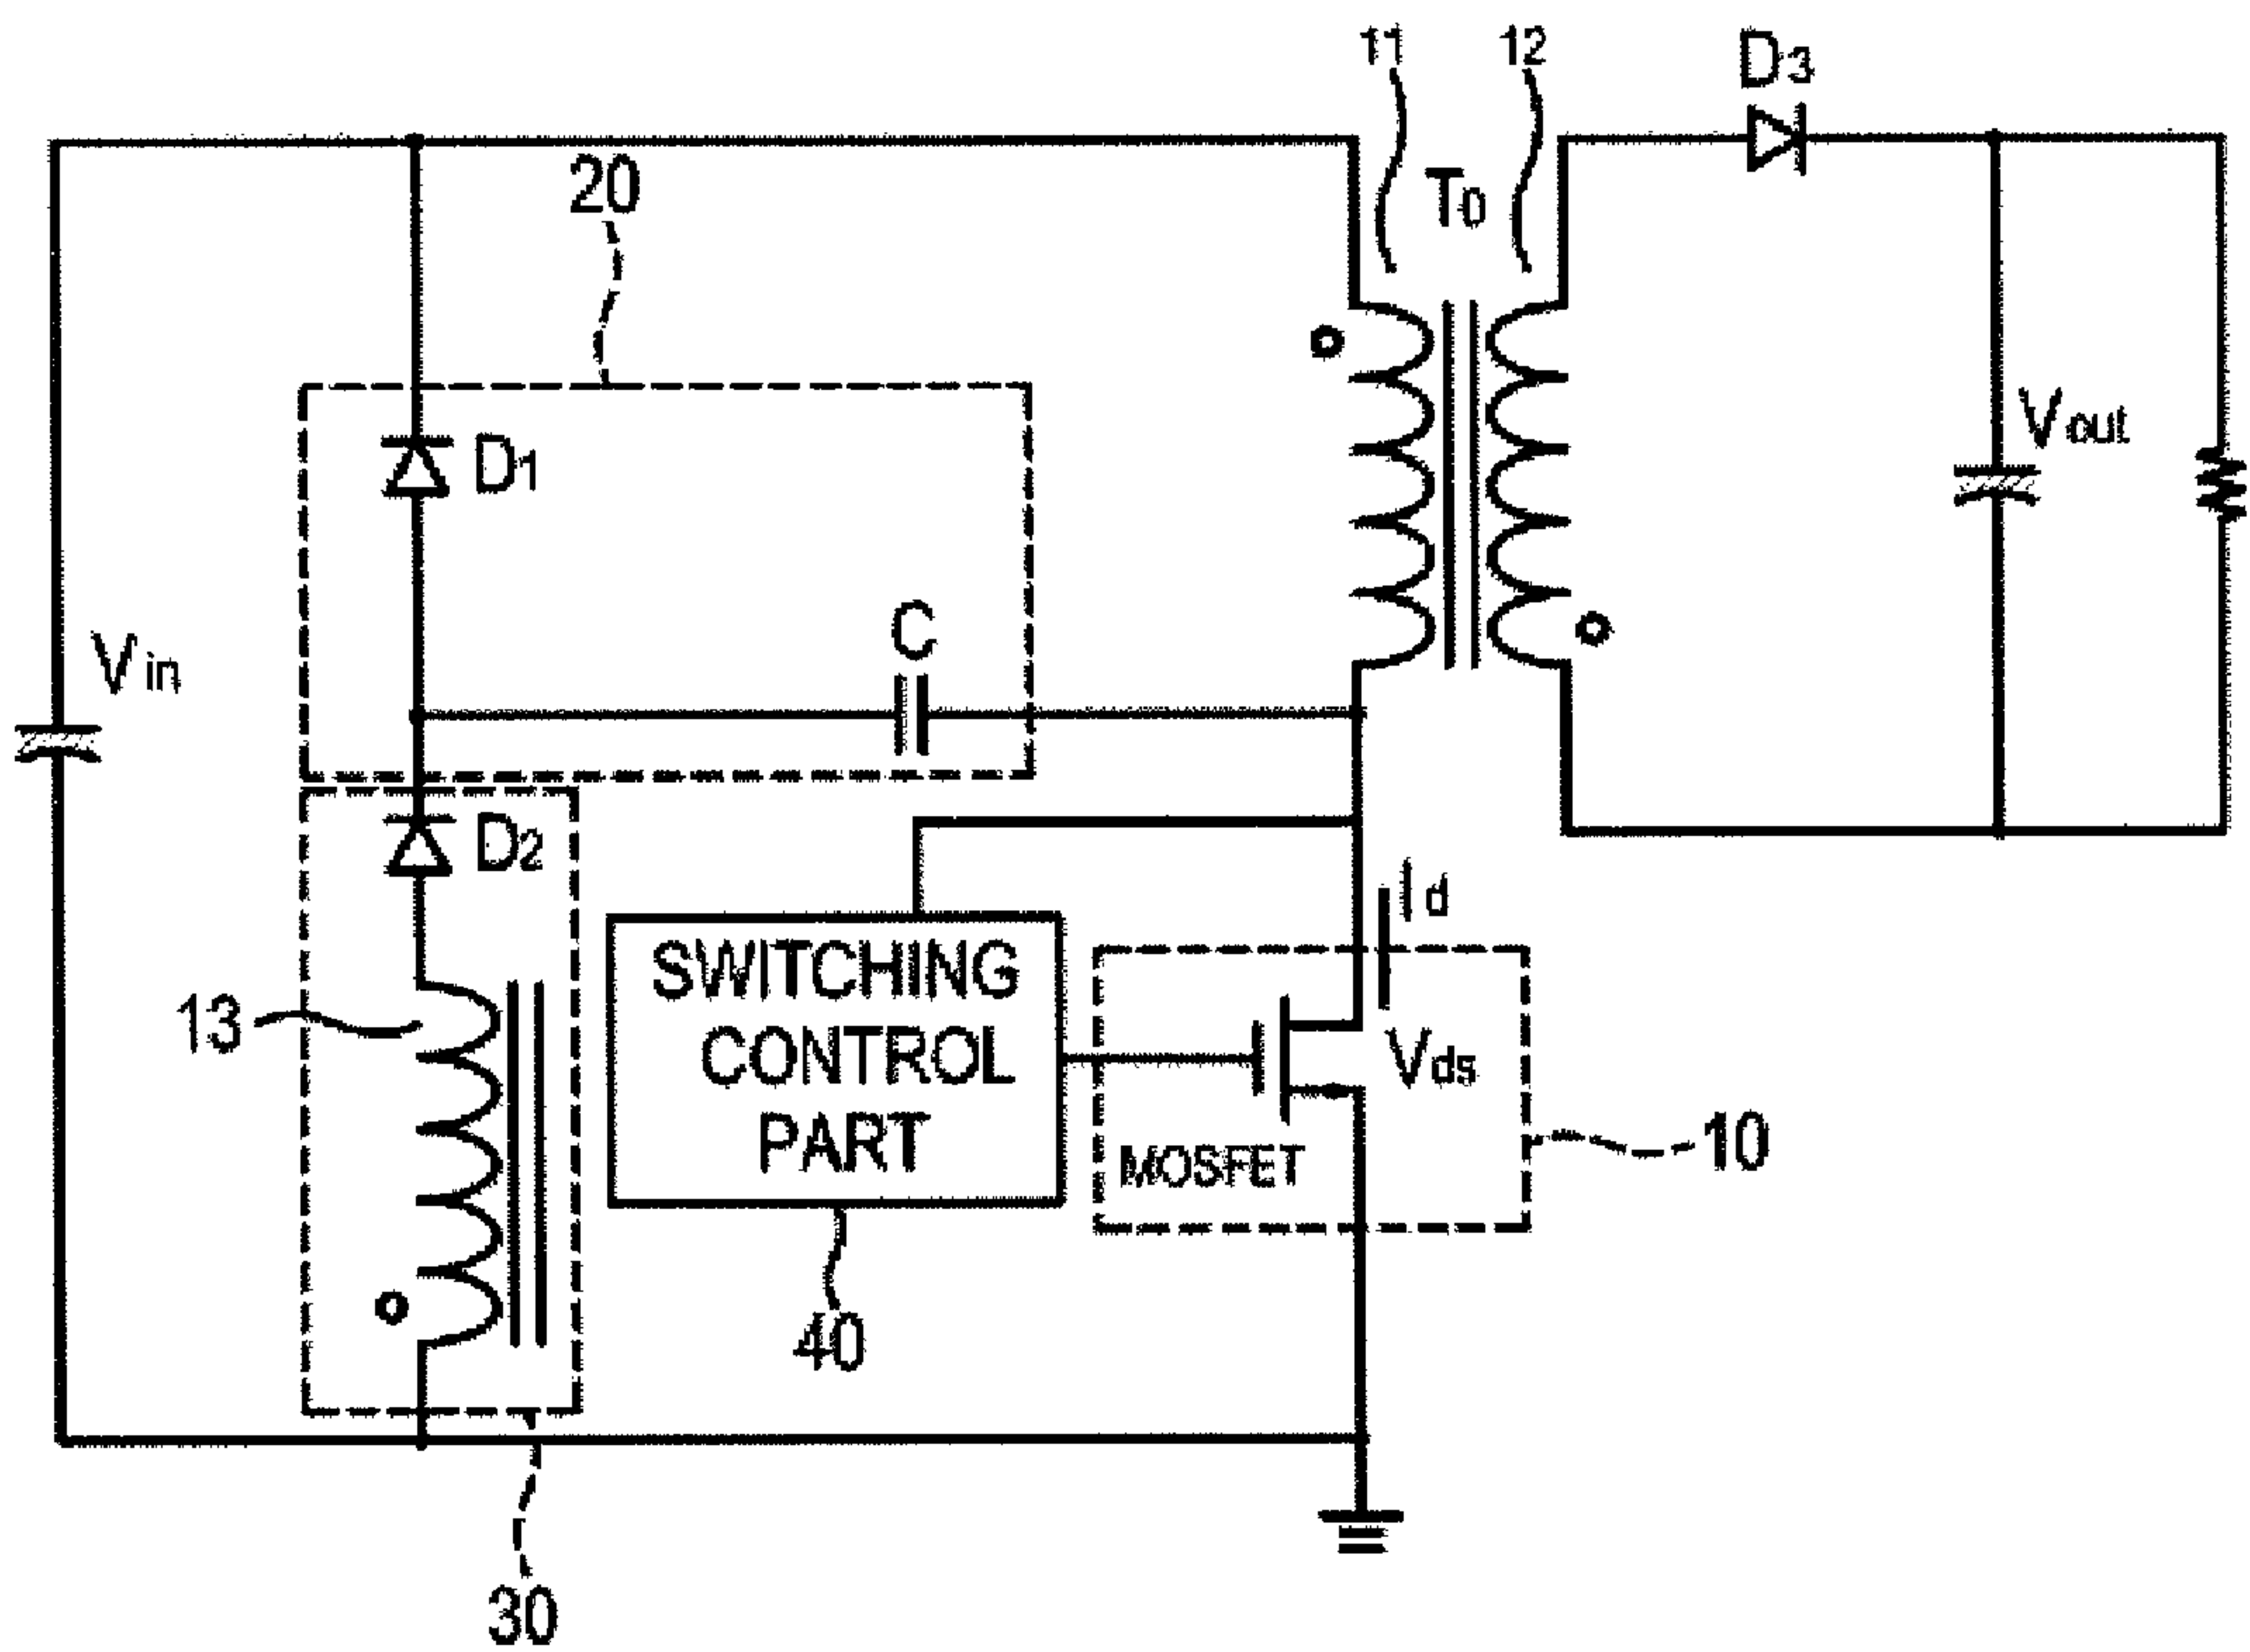 11
12
D3
20
T0
D1
Vout
C
Vin
D2
Id
SWITCHING
CONTROL
PART
13
Vds
MOSFET
10
40
30